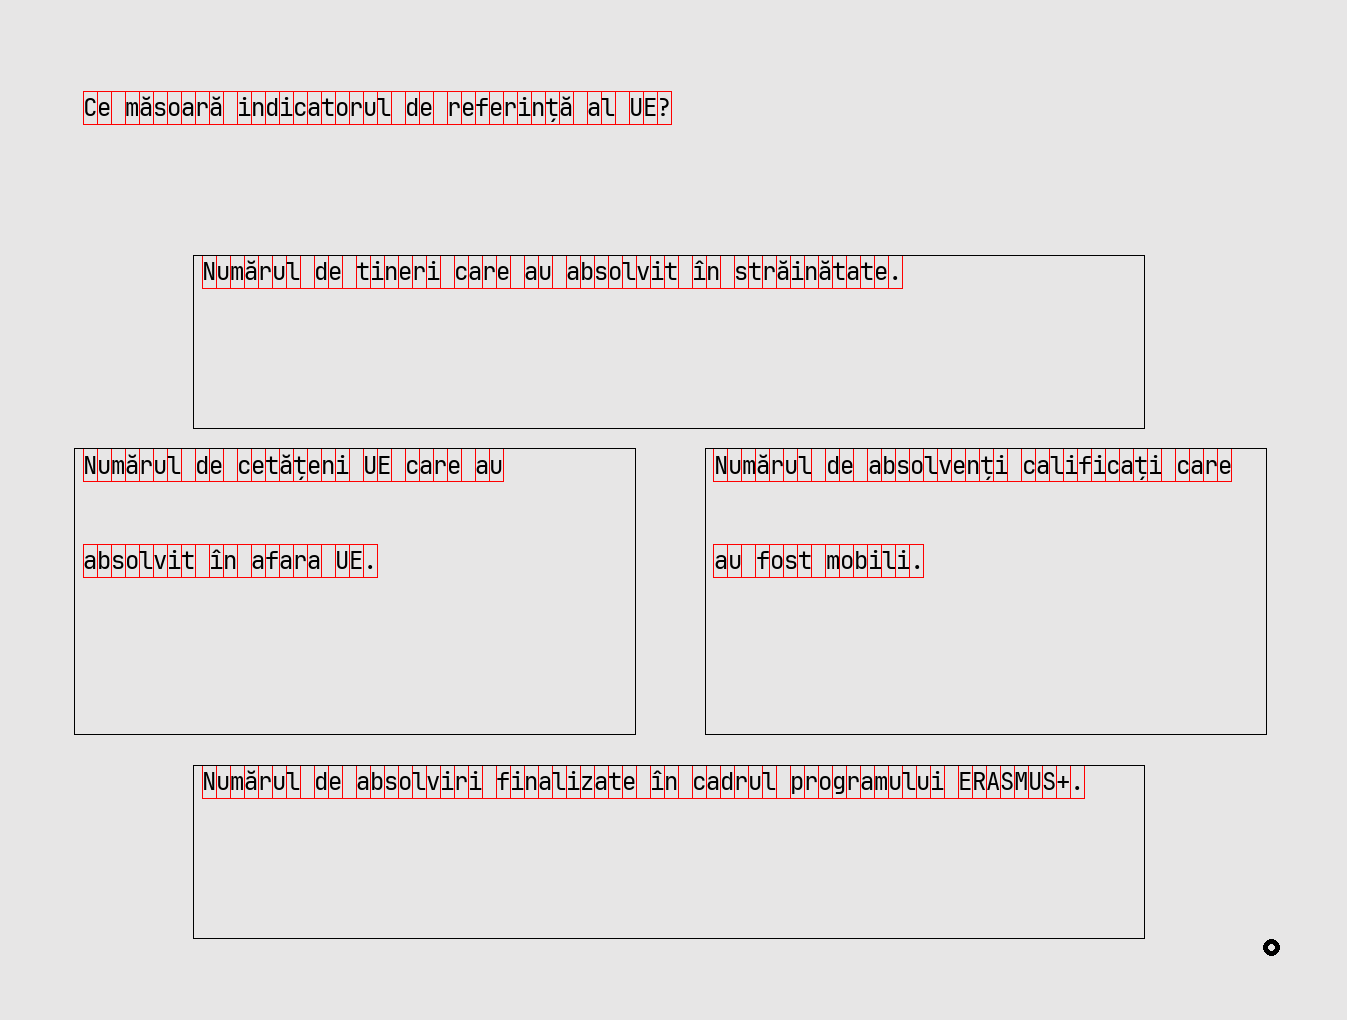 Ce măsoară indicatorul de referință al UE?
Numărul de tineri care au absolvit în străinătate.
Numărul de cetățeni UE care au
absolvit în afara UE.
Numărul de absolvenți calificați care
au fost mobili.
Numărul de absolviri finalizate în cadrul programului ERASMUS+.